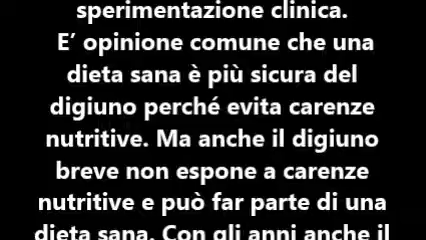 sperimentazione clinica.
E’ opinione comune che una
dieta sana è più sicura del
digiuno perché evita carenze
nutritive. Ma anche il digiuno
breve non espone a carenze
nutritive e può far parte di una
dieta sana. Con gli anni anche il